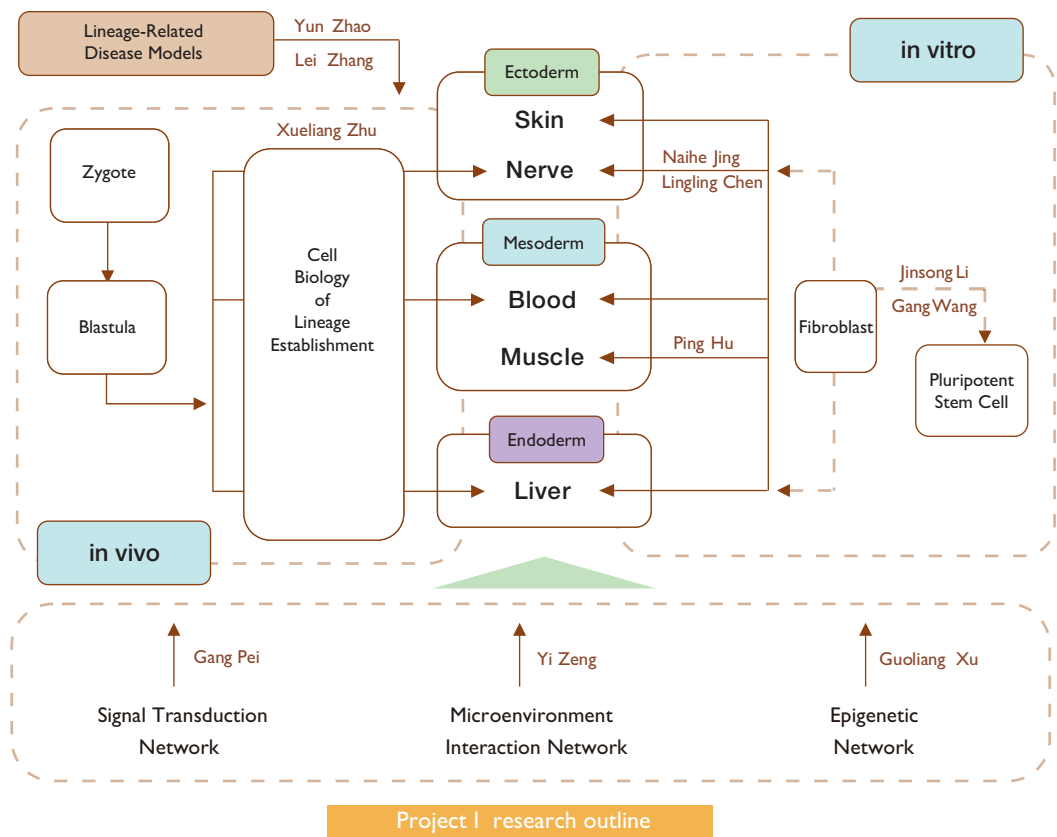 Lineage-Related
Disease Models
Yun Zhao
Lei Zhang
in vitro
Ectoderm
Skin
Nerve
Xueliang Zhu
Naihe Jing
Lingling Chen
Zygote
Blastula
Cell
Biology
of
Lineage
Establishment
Mesoderm
Blood
Muscle
Ping Hu
Fibroblast
Jinsong Li
Gang Wang
Pluripotent
Stem Cell
Endoderm
Liver
in vivo
Gang Pei
Signal Transduction
Network
Yi Zeng
Microenvironment
Interaction Network
Guoliang Xu
Epigenetic
Network
Project I research outline